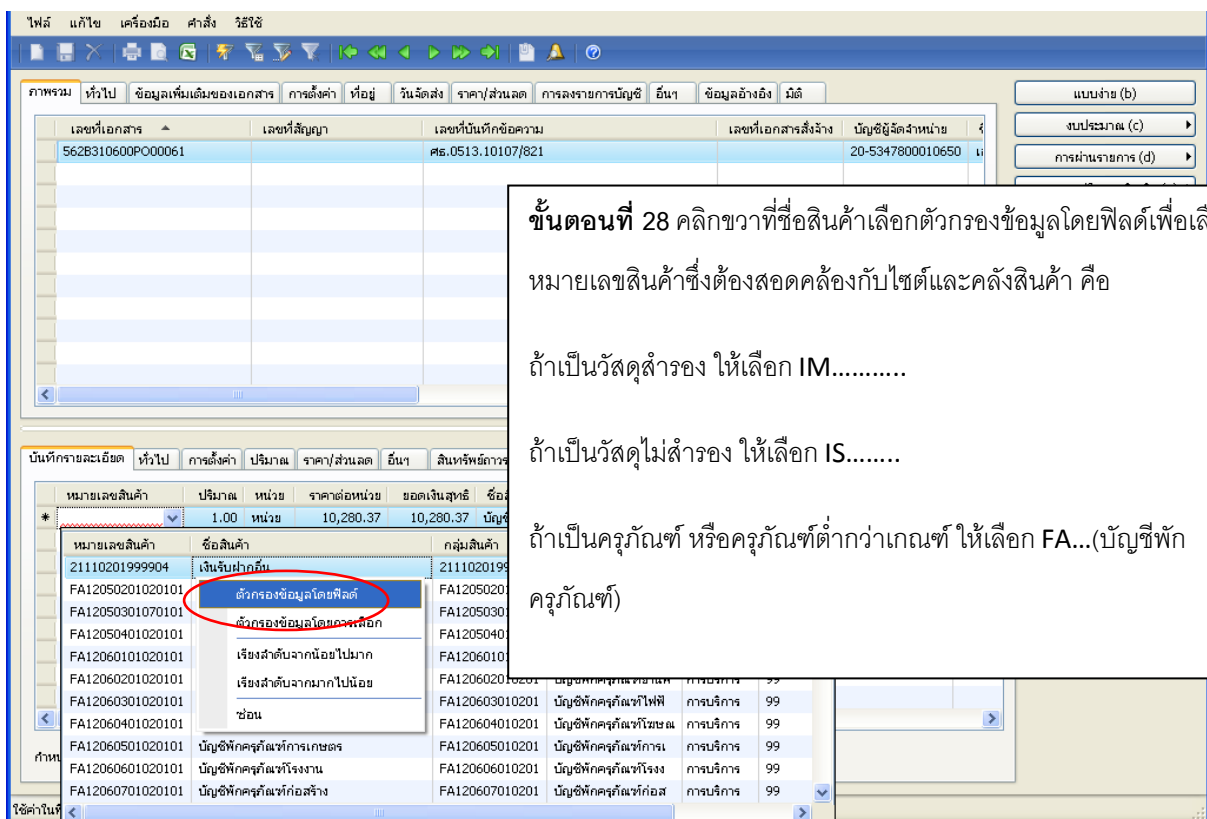 ไฟล์ แก้ไข เครื่องมือ คำสั่ง วิธีใช้
ภาพรวม ทั่วไป ข้อมูลเพิ่มเติมของเอกสาร การตั้งค่า ที่อยู่ วันจัดส่ง ราคา/ส่วนลด การลงรายการบัญชี อื่นๆ ข้อมูลอ้างอิง มิติ
แบบง่าย (b)
งบประมาณ (c)
การผ่านรายการ (d)
เลขที่เอกสาร เลขที่สัญญา เลขที่บันทึกข้อความ เลขที่เอกสารสั่งจ้าง บัญชีผู้จัดจำหน่าย
562B310600PO00061 ศธ.0513.10107/821 20-5347800010650
ขั้นตอนที่ 28 คลิกขวาที่ชื่อสินค้าเลือกตัวกรองข้อมูลโดยฟิลด์เพื่อเลื
หมายเลขสินค้าซึ่งต้องสอดคล้องกับไซต์และคลังสินค้า คือ
ถ้าเป็นวัสดุสำรอง ให้เลือก IM...........
ถ้าเป็นวัสดุไม่สำรอง ให้เลือก IS........
ถ้าเป็นครุภัณฑ์ หรือครุภัณฑ์ต่ำกว่าเกณฑ์ ให้เลือก FA...(บัญชีพัก
ครุภัณฑ์)
บันทึกรายละเอียด ทั่วไป การตั้งค่า ปริมาณ ราคา/ส่วนลด อื่นๆ สินทรัพย์ถาวร
หมายเลขสินค้า ปริมาณ หน่วย ราคาต่อหน่วย ยอดเงินสุทธิ
* 1.00 หน่วย 10,280.37 10,280.37
หมายเลขสินค้า ชื่อสินค้า กลุ่มสินค้า
21110201999904 เงินรับฝากอื่น 211102019
FA12050201020101 FA1205020
FA12050301070101 FA1205030
FA12050401020101 FA1205040
FA12060101020101 FA1206010
FA12060201020101 FA120602010201 การบริการ 99
FA12060301020101 FA120603010201 บัญชีพักครุภัณฑ์ไฟฟ้ การบริการ 99
FA12060401020101 FA120604010201 บัญชีพักครุภัณฑ์โฆษณ การบริการ 99
FA12060501020101 บัญชีพักครุภัณฑ์การเกษตร FA120605010201 บัญชีพักครุภัณฑ์การเ การบริการ 99
FA12060601020101 บัญชีพักครุภัณฑ์โรงงาน FA120606010201 บัญชีพักครุภัณฑ์โรงง การบริการ 99
FA12060701020101 บัญชีพักครุภัณฑ์ก่อสร้าง FA120607010201 บัญชีพักครุภัณฑ์ก่อส การบริการ 99
ตัวกรองข้อมูลโดยฟิลด์
ตัวกรองข้อมูลโดยการเลือก
เรียงลำดับจากน้อยไปมาก
เรียงลำดับจากมากไปน้อย
ซ่อน
กำหน
ใช้ค่าในฟิ